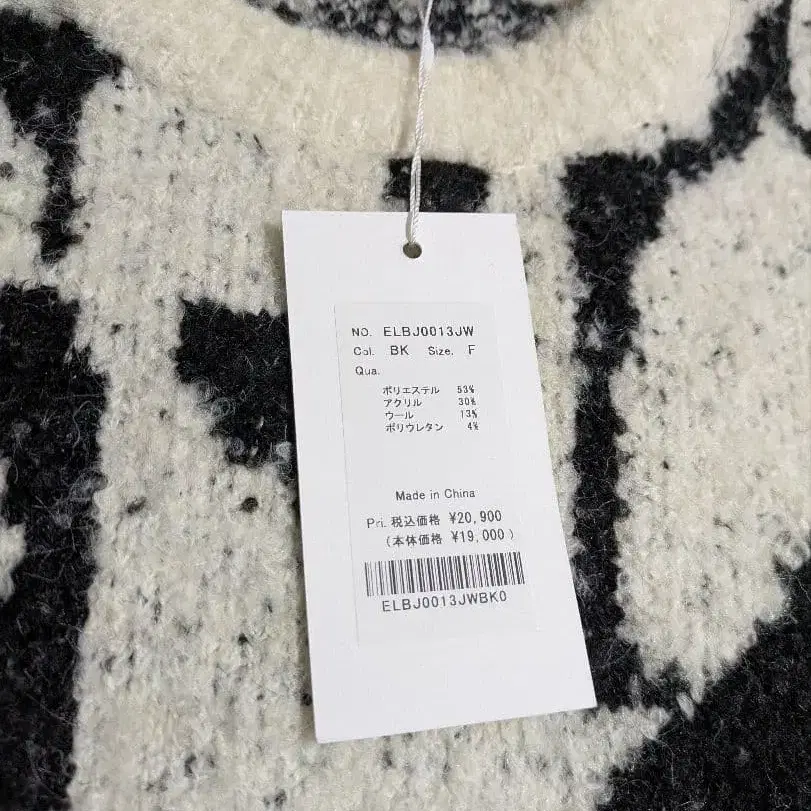 NO. ELBJ0013JW
Col. BK Size. F
Qua.
ポリエステル 53%
アクリル 30%
ウール 13%
ポリウレタン 4%
Made in China
Pri. 税込価格 ¥20,900
(本体価格 ¥19,000)
ELBJ0013JWBK0